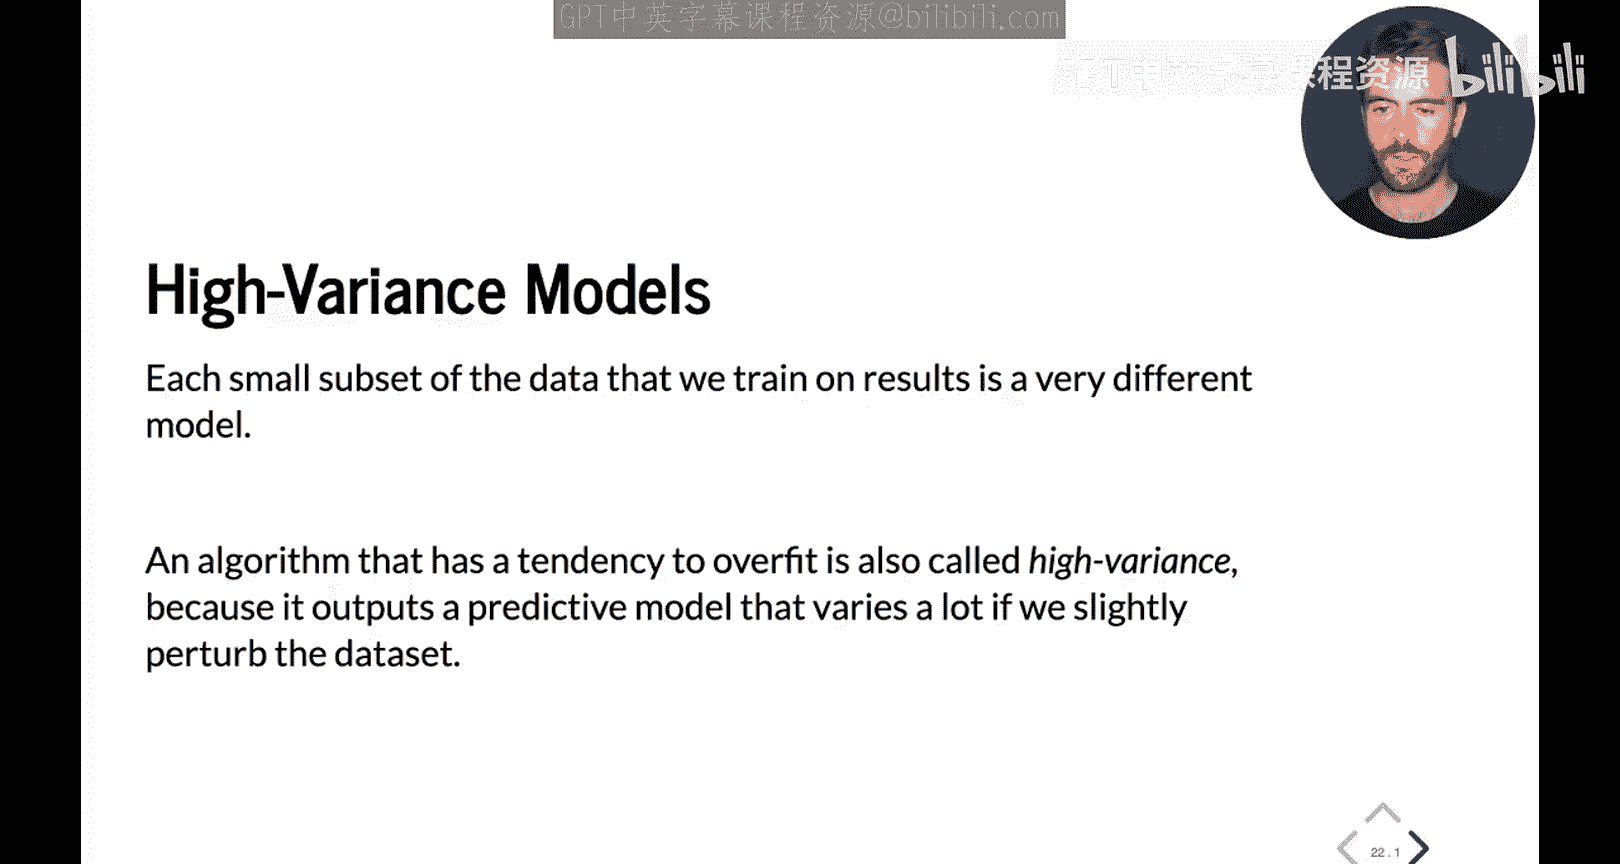 GPT中英字幕课程资源@bilibili.com
课程资源 bilibili
High-Variance Models
Each small subset of the data that we train on results is a very different
model.
An algorithm that has a tendency to overfit is also called high-variance,
because it outputs a predictive model that varies a lot if we slightly
perturb the dataset.
22.1